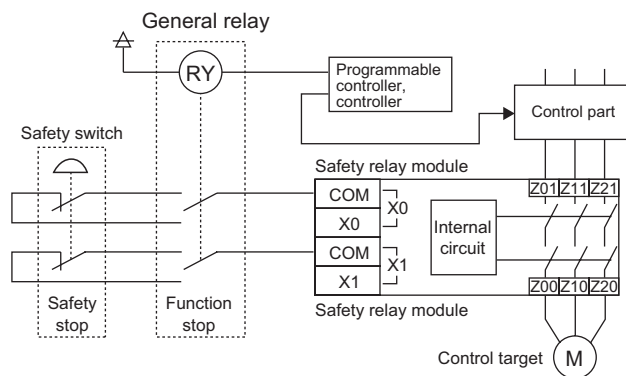 General relay
RY
Programmable
controller,
controller
Control part
Safety switch
Safety relay module
Z01 Z11 Z21
COM
X0
X0
COM
X1
X1
Internal
circuit
Z00 Z10 Z20
Safety
stop
Function
stop
Safety relay module
Control target
M